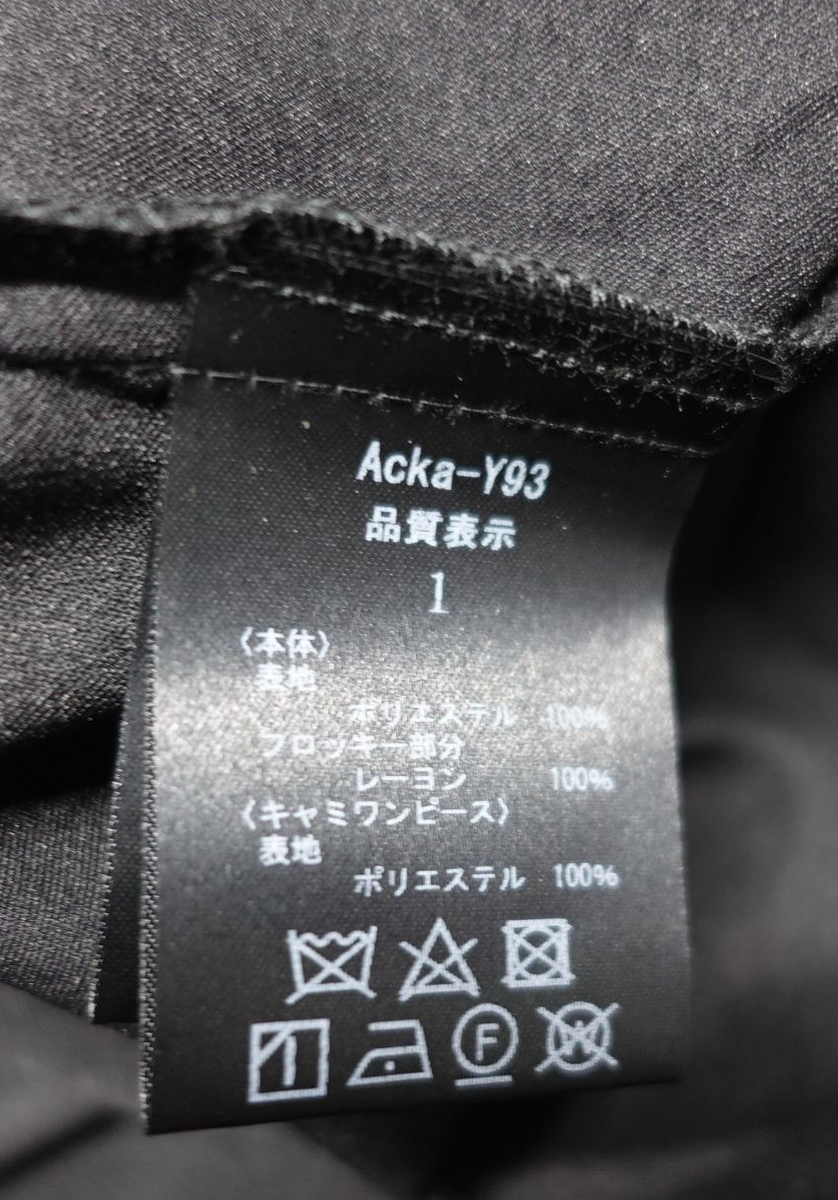 Acka-Y93
品質表示
1
〈本体〉
表地
ポリエステル 100%
フロッキー部分
レーヨン 100%
〈キャミワンピース〉
表地
ポリエステル 100%
F
W